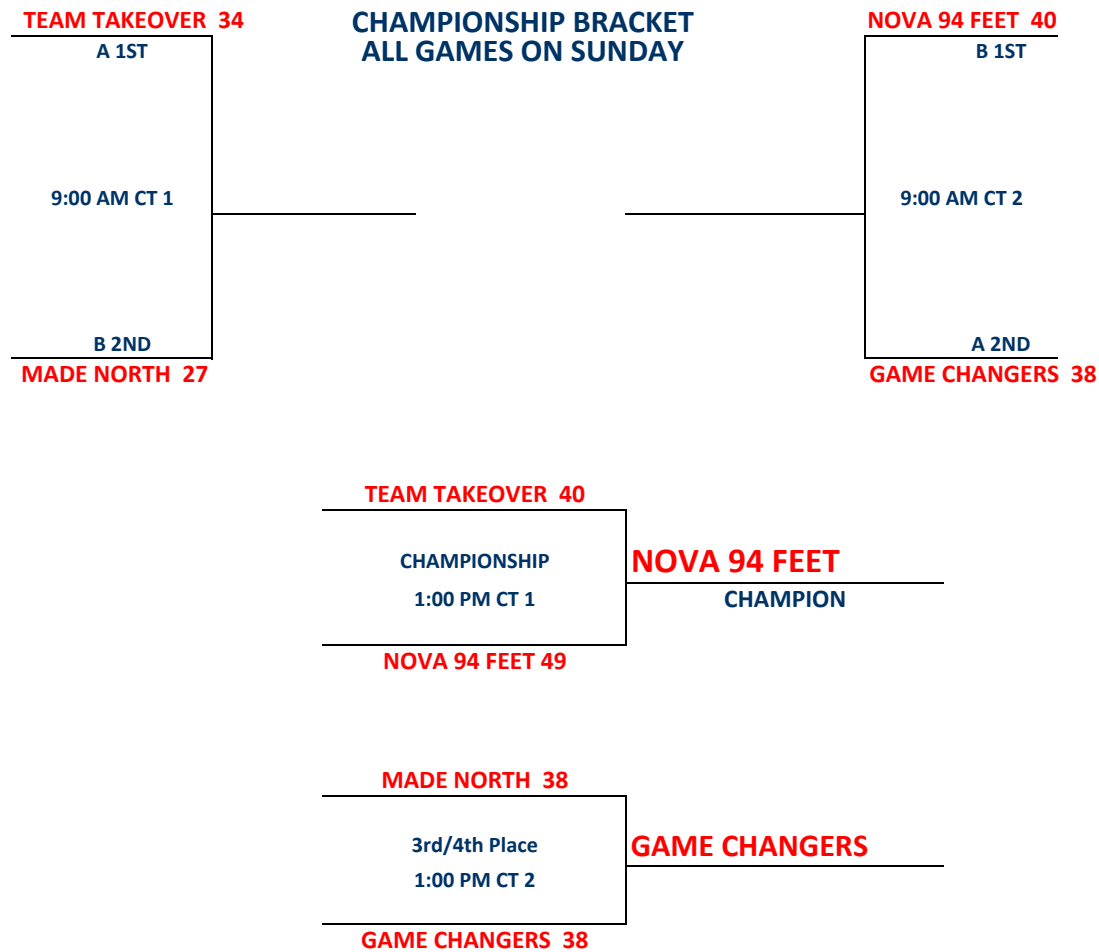 TEAM TAKEOVER 34
CHAMPIONSHIP BRACKET
ALL GAMES ON SUNDAY
NOVA 94 FEET 40
A 1ST
B 1ST
9:00 AM CT 1
9:00 AM CT 2
B 2ND
A 2ND
MADE NORTH 27
GAME CHANGERS 38
TEAM TAKEOVER 40
CHAMPIONSHIP
NOVA 94 FEET
1:00 PM CT 1
CHAMPION
NOVA 94 FEET 49
MADE NORTH 38
3rd/4th Place
GAME CHANGERS
1:00 PM CT 2
GAME CHANGERS 38